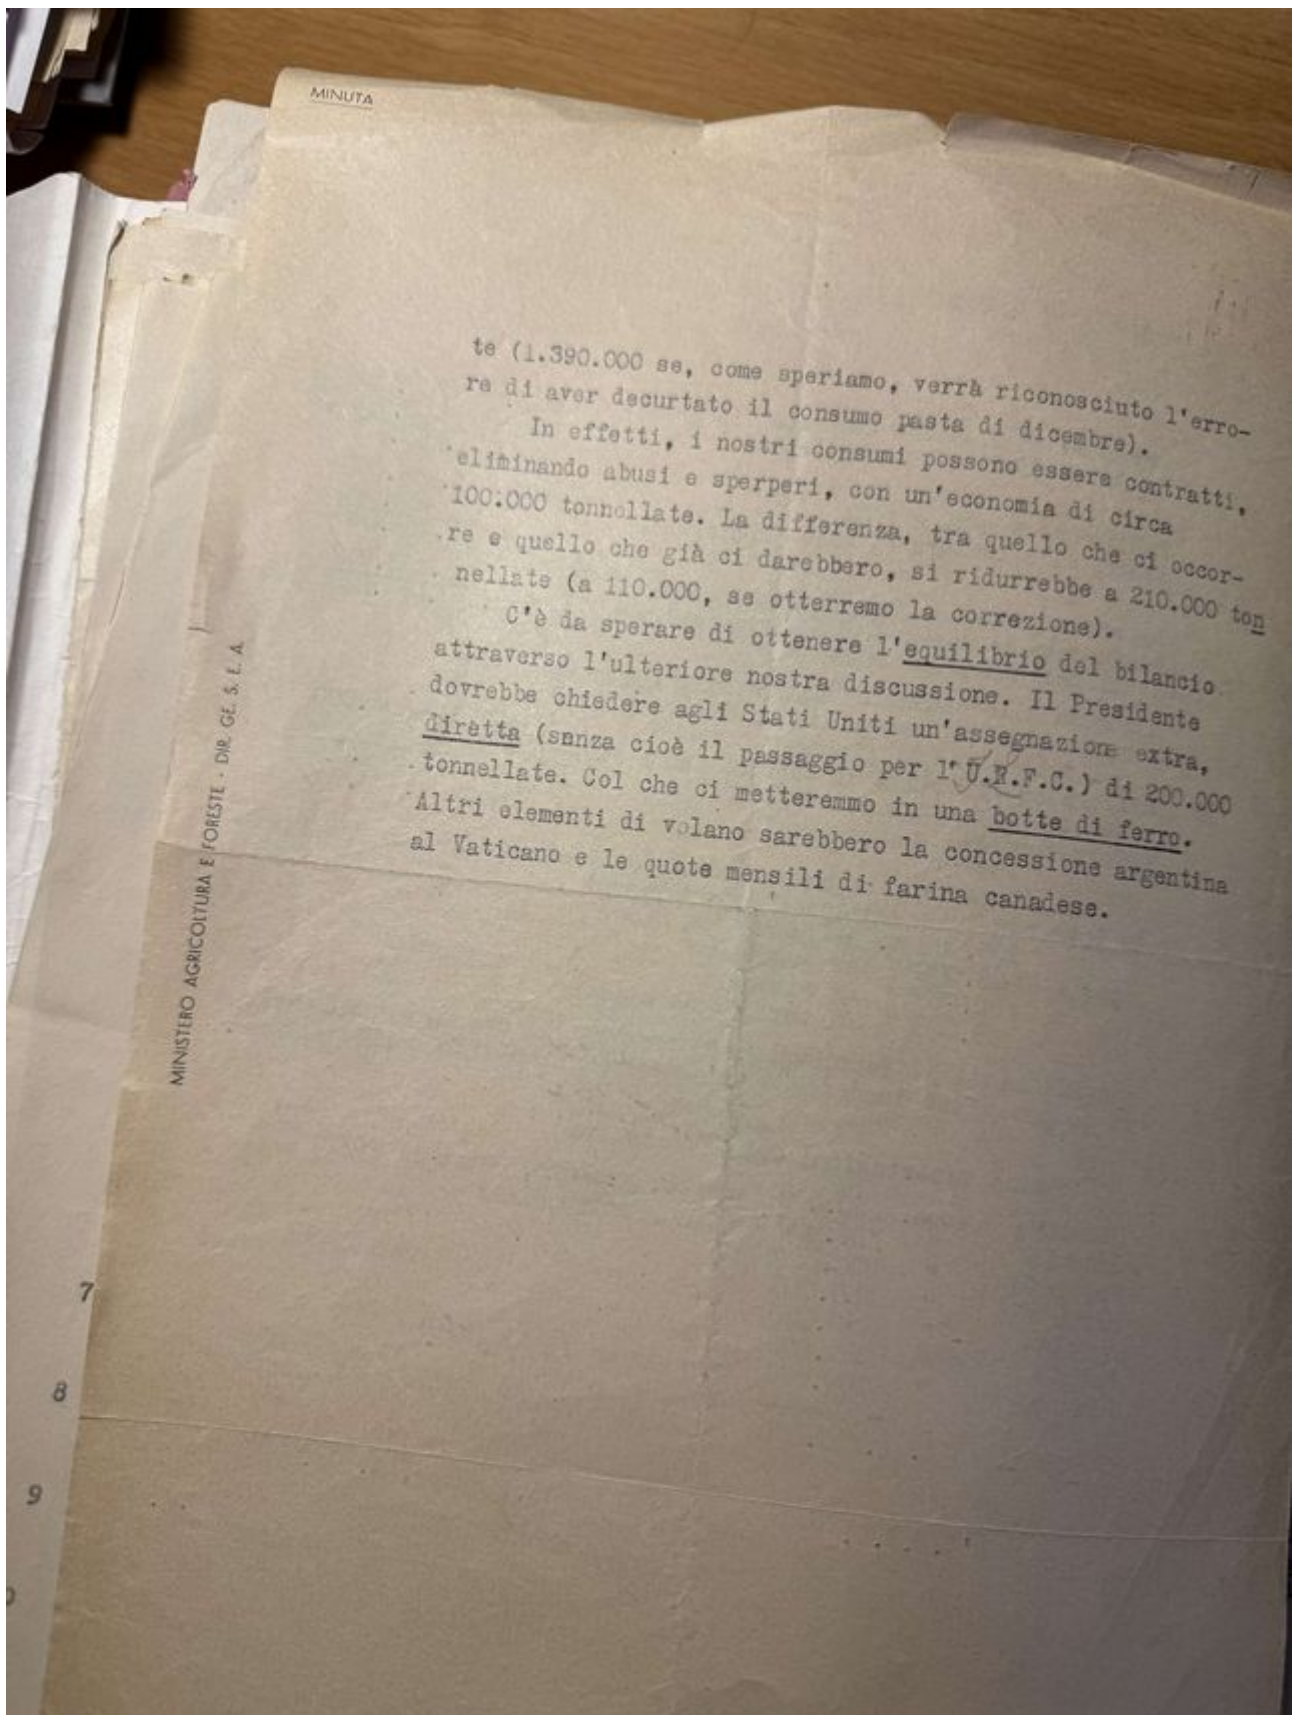 MINUTA
te (1.390.000 se, come speriamo, verrà riconosciuto l'erro-
re di aver decurtato il consumo pasta di dicembre).
In effetti, i nostri consumi possono essere contratti,
eliminando abusi e sperperi, con un'economia di circa
100.000 tonnellate. La differenza, tra quello che ci occor-
re e quello che già ci darebbero, si ridurrebbe a 210.000 ton
nellate (a 110.000, se otterremo la correzione).
C'è da sperare di ottenere l'equilibrio del bilancio
attraverso l'ulteriore nostra discussione. Il Presidente
dovrebbe chiedere agli Stati Uniti un'assegnazione extra,
diretta (senza cioè il passaggio per l' ) di 200.000
tonnellate. Col che ci metteremmo in una botte di ferro.
Altri elementi di volano sarebbero la concessione argentina
al Vaticano e le quote mensili di farina canadese.
MINISTERO AGRICOLTURA E FORESTE - DIR. GE. S. E. A.
7
8
9